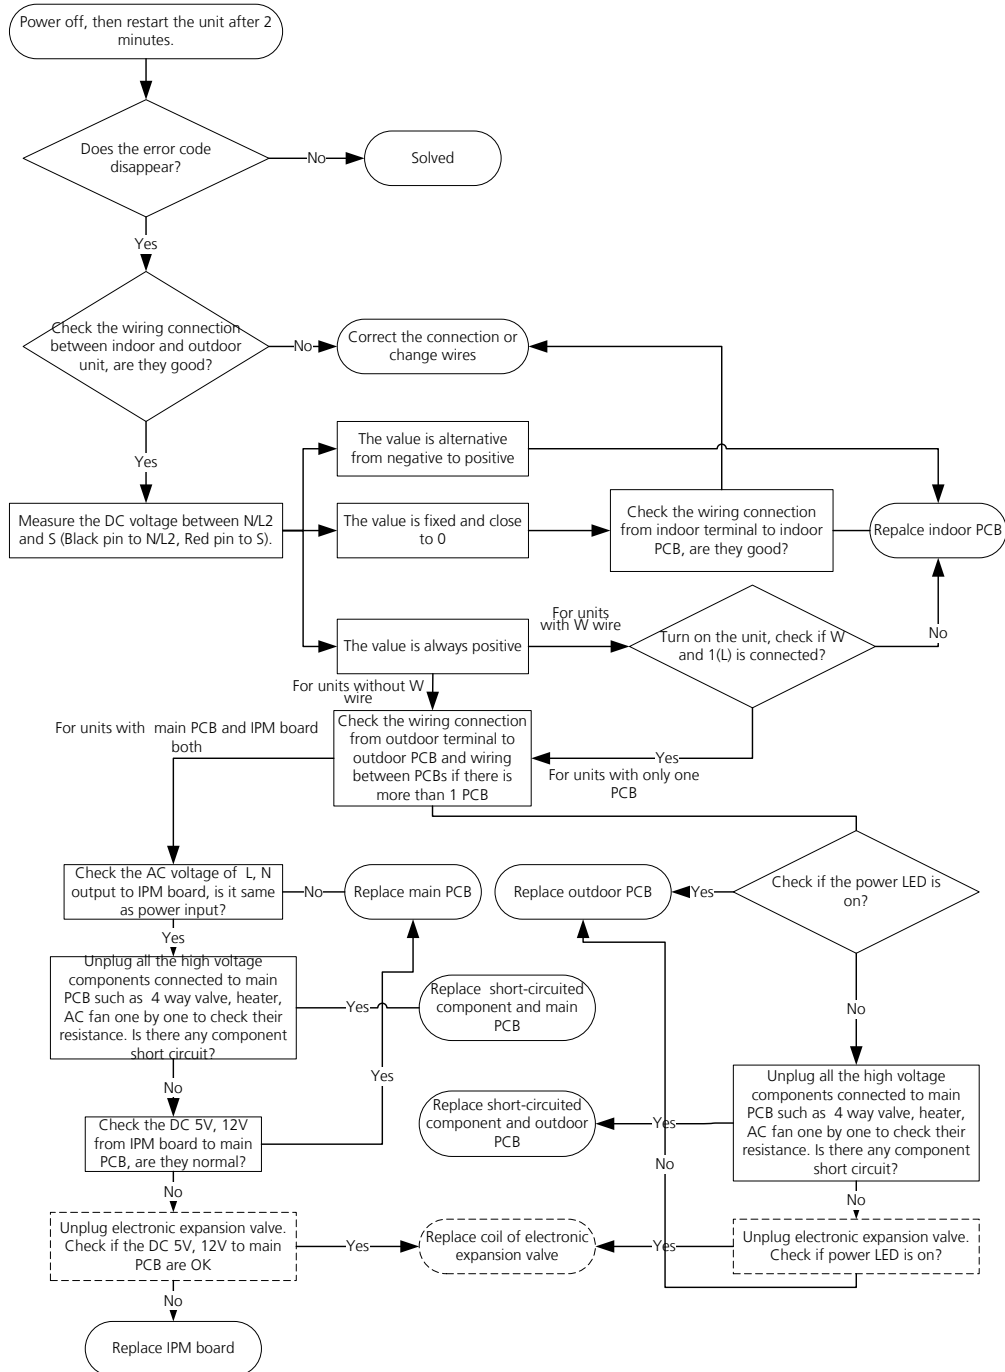 Power off, then restart the unit after 2
minutes.
Does the error code
disappear?
No
Solved
Yes
Check the wiring connection
between indoor and outdoor
unit, are they good?
No
Correct the connection or
change wires
Yes
The value is alternative
from negative to positive
Measure the DC voltage between N/L2
and S (Black pin to N/L2, Red pin to S).
The value is fixed and close
to 0
Check the wiring connection
from indoor terminal to indoor
PCB, are they good?
Repalce indoor PCB
The value is always positive
For units
with W wire
Turn on the unit, check if W
and 1(L) is connected?
No
For units without W
wire
For units with  main PCB and IPM board
both
Check the wiring connection
from outdoor terminal to
outdoor PCB and wiring
between PCBs if there is
more than 1 PCB
Yes
For units with only one
PCB
Check the AC voltage of  L, N
output to IPM board, is it same
as power input?
No
Replace main PCB
Replace outdoor PCB
Yes
Check if the power LED is
on?
Yes
Unplug all the high voltage
components connected to main
PCB such as  4 way valve, heater,
AC fan one by one to check their
resistance. Is there any component
short circuit?
Yes
Replace  short-circuited
component and main
PCB
No
No
Yes
Check the DC 5V, 12V
from IPM board to main
PCB, are they normal?
Replace short-circuited
component and outdoor
PCB
Yes
Unplug all the high voltage
components connected to main
PCB such as  4 way valve, heater,
AC fan one by one to check their
resistance. Is there any component
short circuit?
No
No
No
Unplug electronic expansion valve.
Check if the DC 5V, 12V to main
PCB are OK
Yes
Replace coil of electronic
expansion valve
Yes
Unplug electronic expansion valve.
Check if power LED is on?
No
Replace IPM board